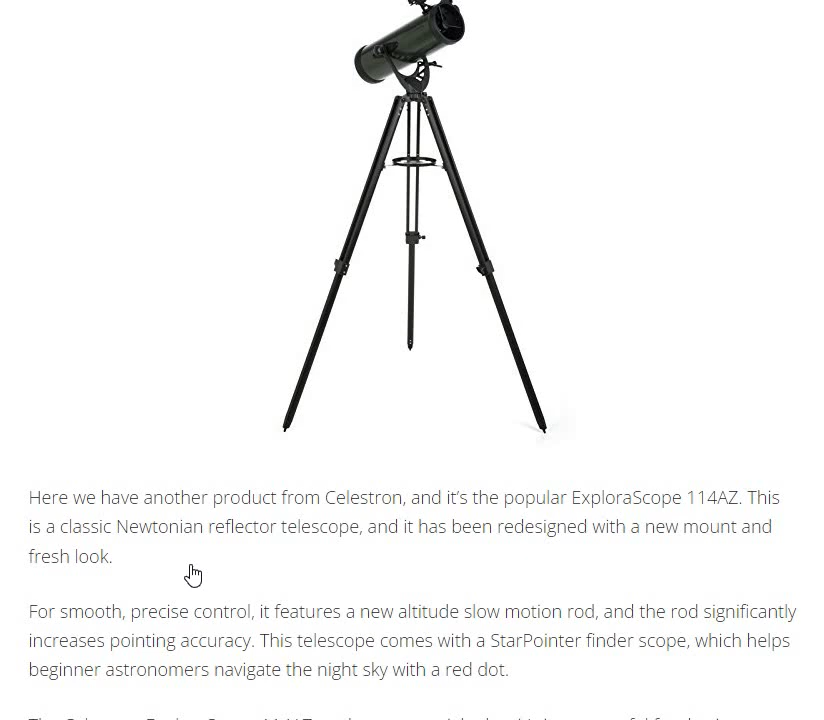 Here we have another product from Celestron, and it’s the popular ExploraScope 114AZ. This
is a classic Newtonian reflector telescope, and it has been redesigned with a new mount and
fresh look.
For smooth, precise control, it features a new altitude slow motion rod, and the rod significantly
increases pointing accuracy. This telescope comes with a StarPointer finder scope, which helps
beginner astronomers navigate the night sky with a red dot.